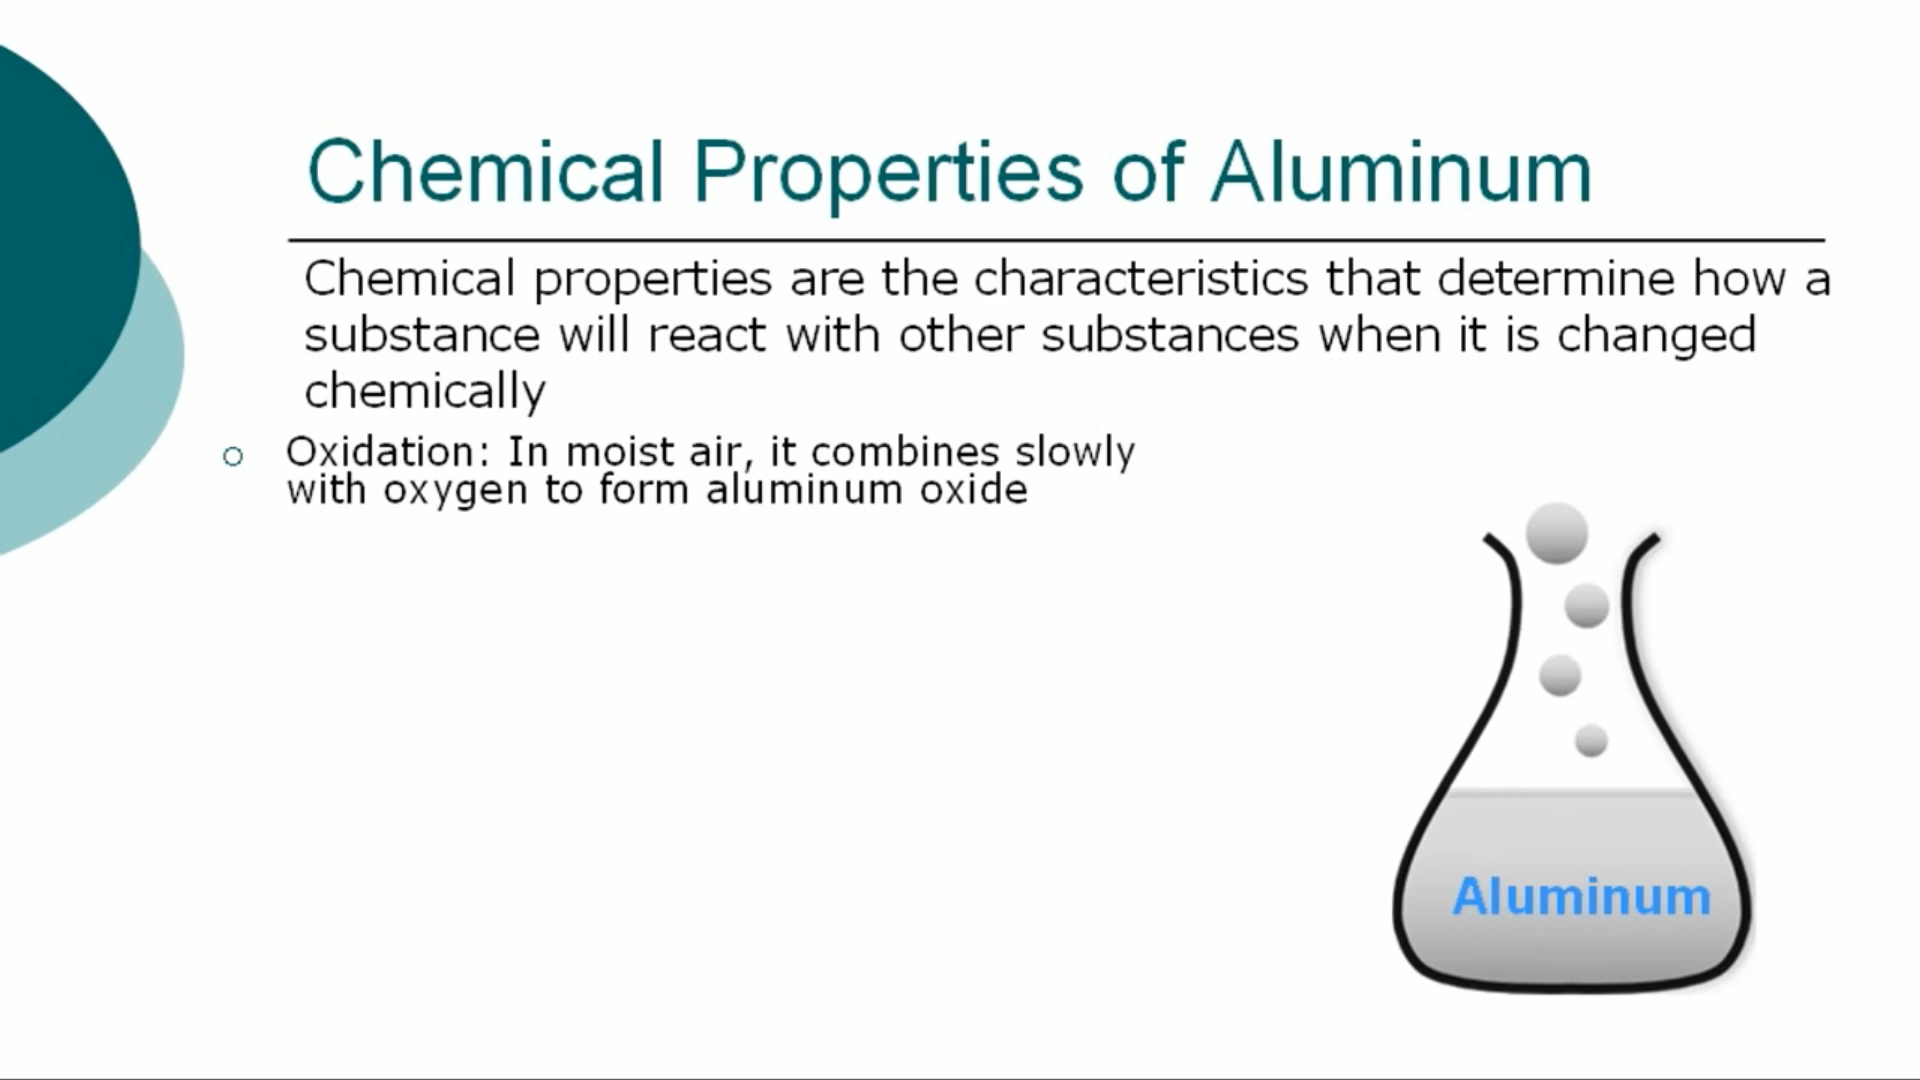 Chemical Properties of Aluminum
Chemical properties are the characteristics that determine how a
substance will react with other substances when it is changed
chemically
Oxidation: In moist air, it combines slowly
with oxygen to form aluminum oxide
Aluminum